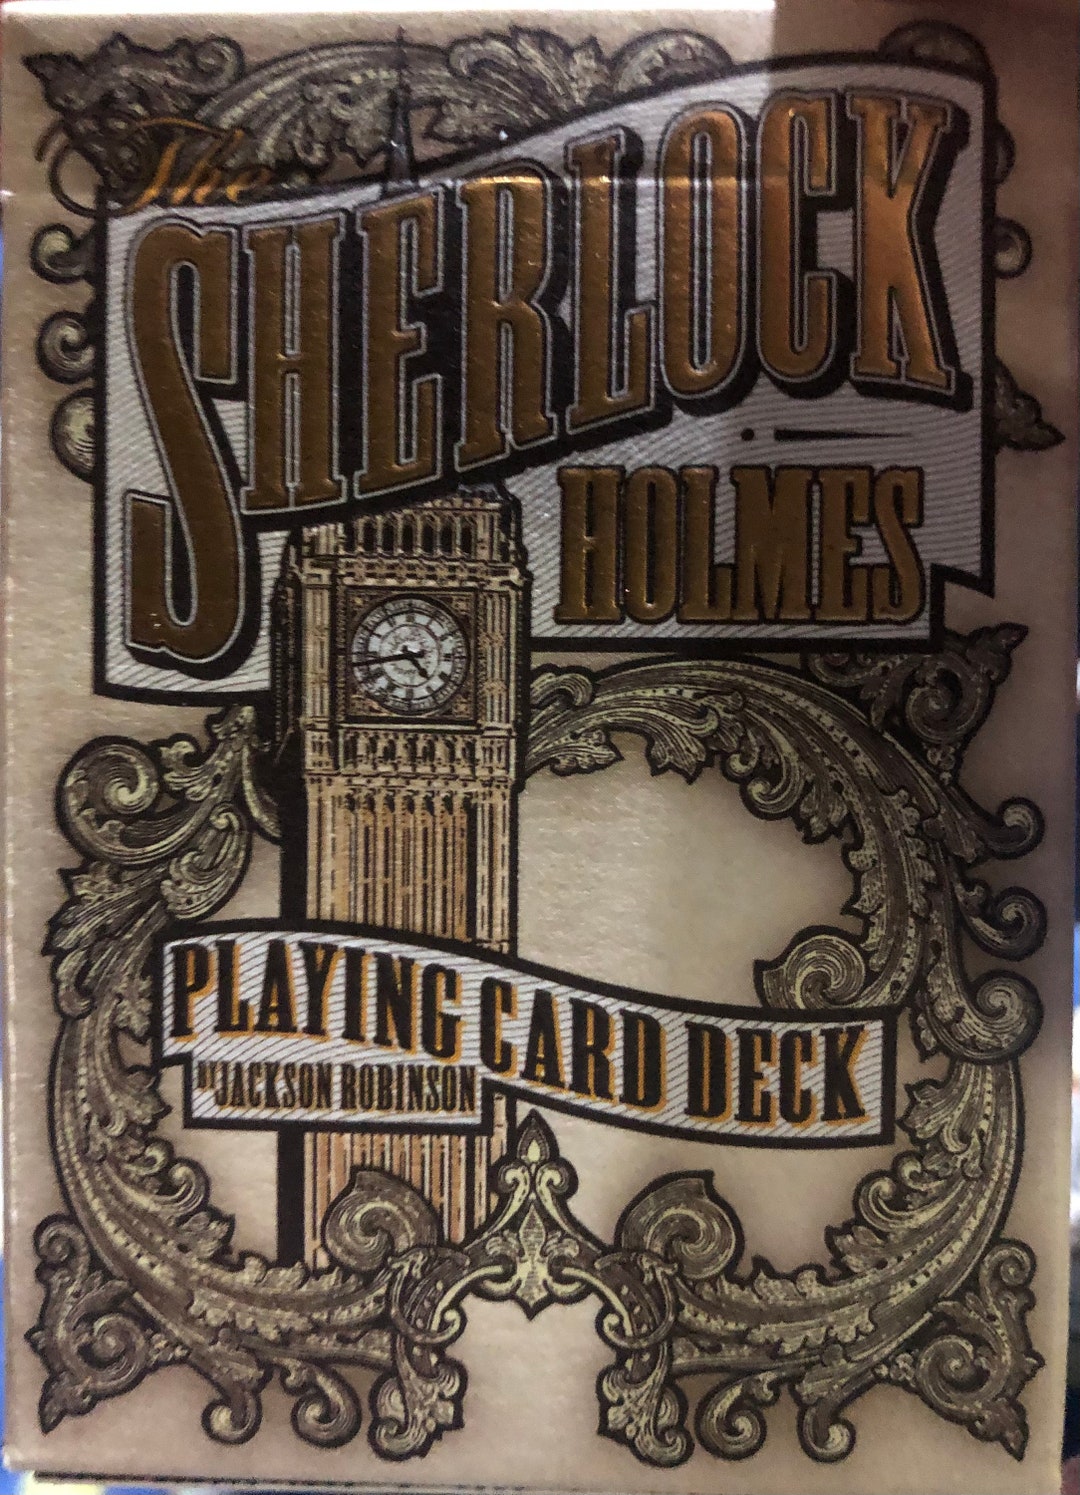 The
SHERLOCK
HOLMES
PLAYING CARD DECK
BY JACKSON ROBINSON